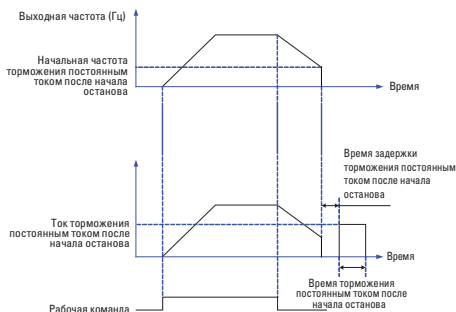 Выходная частота (Гц)
Начальная частота
торможения постоянным
током после начала
останова
Время
Время задержки
торможения постоянным
током после начала
останова
Ток торможения
постоянным током после
начала останова
Время
Время торможения
постоянным током после
начала останова
Рабочая команда